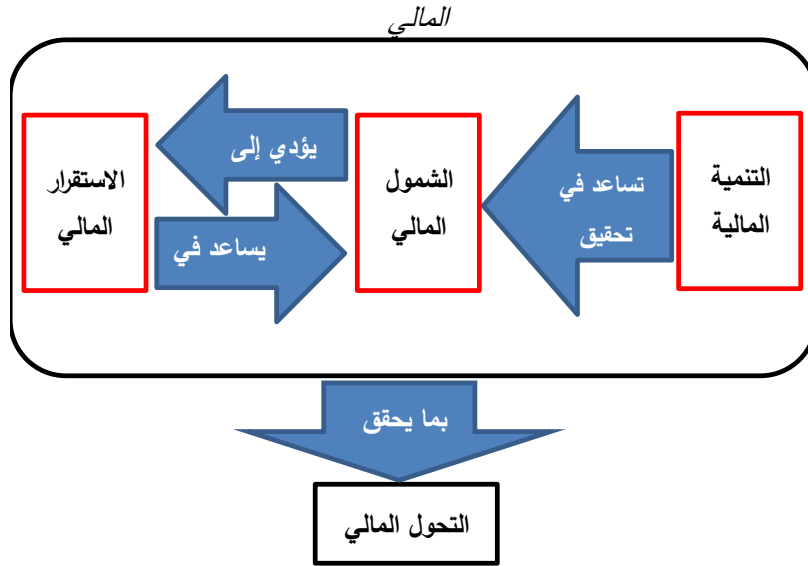 المالي
التنمية
المالية
تساعد في
تحقيق
الشمول
المالي
يؤدي إلى
يساعد في
الاستقرار
المالي
بما يحقق
التحول المالي